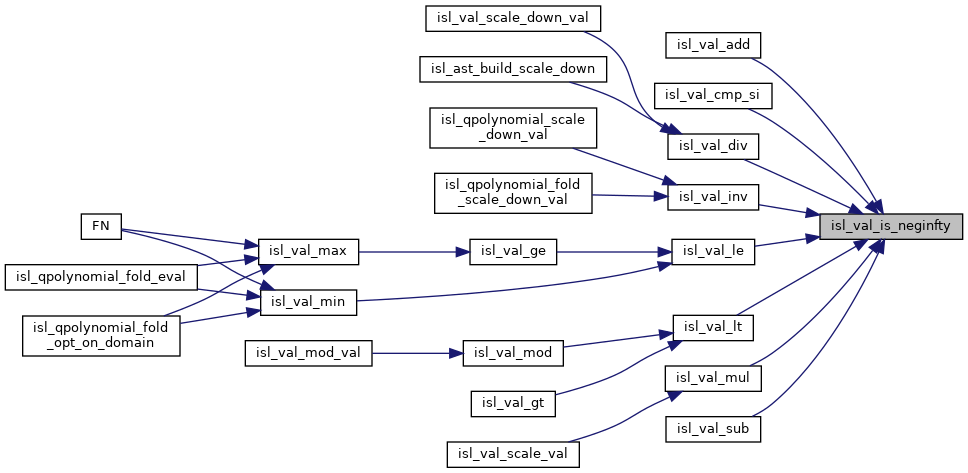 isl_val_scale_down_val
isl_val_add
isl_ast_build_scale_down
isl_val_cmp_si
isl_qpolynomial_scale
_down_val
isl_val_div
isl_qpolynomial_fold
_scale_down_val
isl_val_inv
FN
isl_val_is_neginfty
isl_val_max
isl_val_ge
isl_val_le
isl_qpolynomial_fold_eval
isl_val_min
isl_qpolynomial_fold
_opt_on_domain
isl_val_lt
isl_val_mod_val
isl_val_mod
isl_val_mul
isl_val_gt
isl_val_sub
isl_val_scale_val